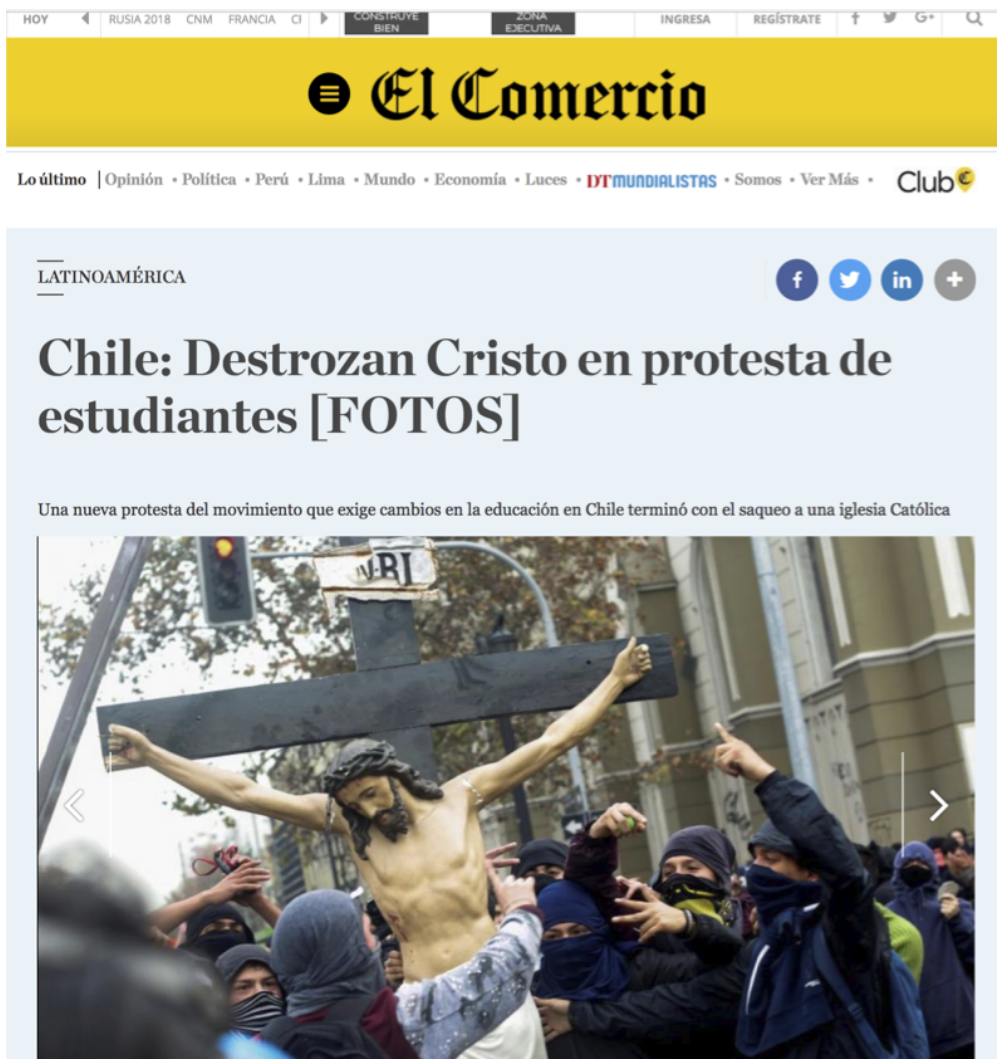 HOY RUSIA 2018 CNM FRANCIA CONSTRUYE BIEN ZONA EJECUTIVA INGRESA REGÍSTRATE f G+
El Comercio
Lo último | Opinión • Política • Perú • Lima • Mundo • Economía • Luces • DT MUNDIALISTAS • Somos • Ver Más • Club C
LATINOAMÉRICA
f in +
Chile: Destrozan Cristo en protesta de
estudiantes [FOTOS]
Una nueva protesta del movimiento que exige cambios en la educación en Chile terminó con el saqueo a una iglesia Católica